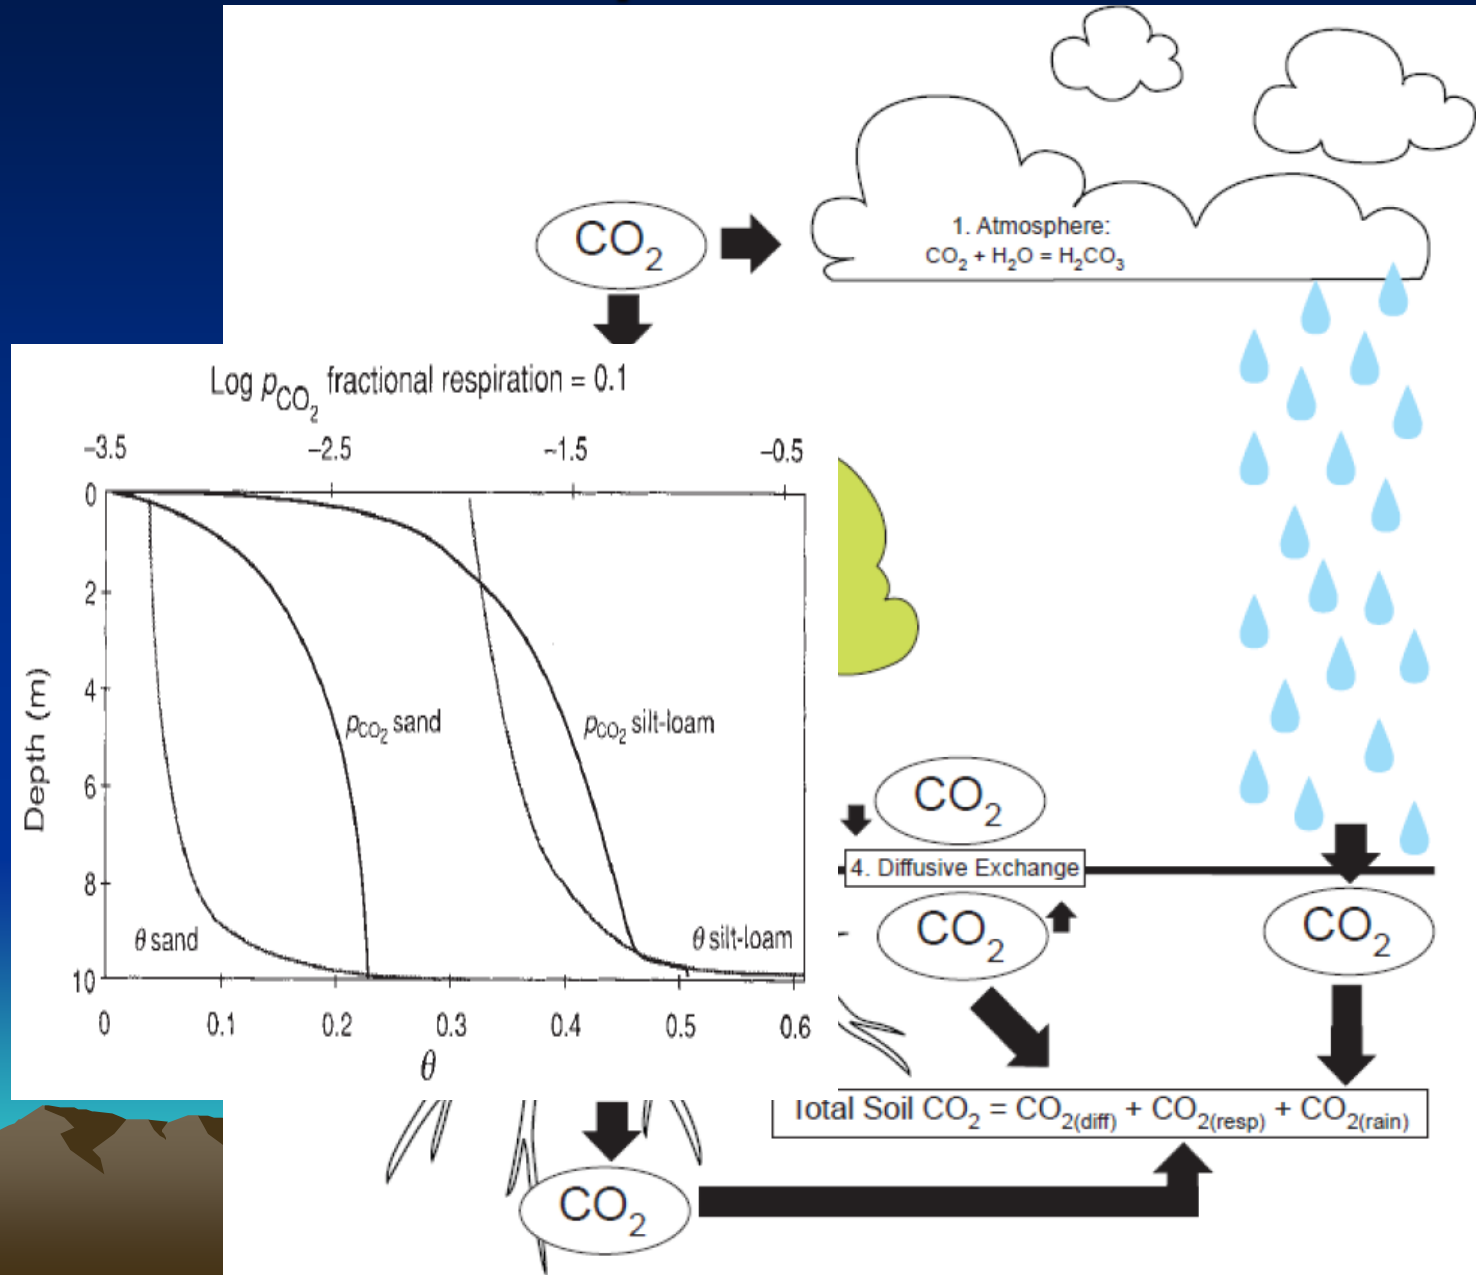 CO2
1. Atmosphere:
CO2 + H2O = H2CO3
Log pCO2 fractional respiration = 0.1
−3.5 −2.5 −1.5 −0.5
0
2
4
6
8
10
Depth (m)
pCO2 sand
pCO2 silt-loam
θ sand
θ silt-loam
0 0.1 0.2 0.3 0.4 0.5 0.6
θ
CO2
4. Diffusive Exchange
CO2
CO2
Total Soil CO2 = CO2(diff) + CO2(resp) + CO2(rain)
CO2